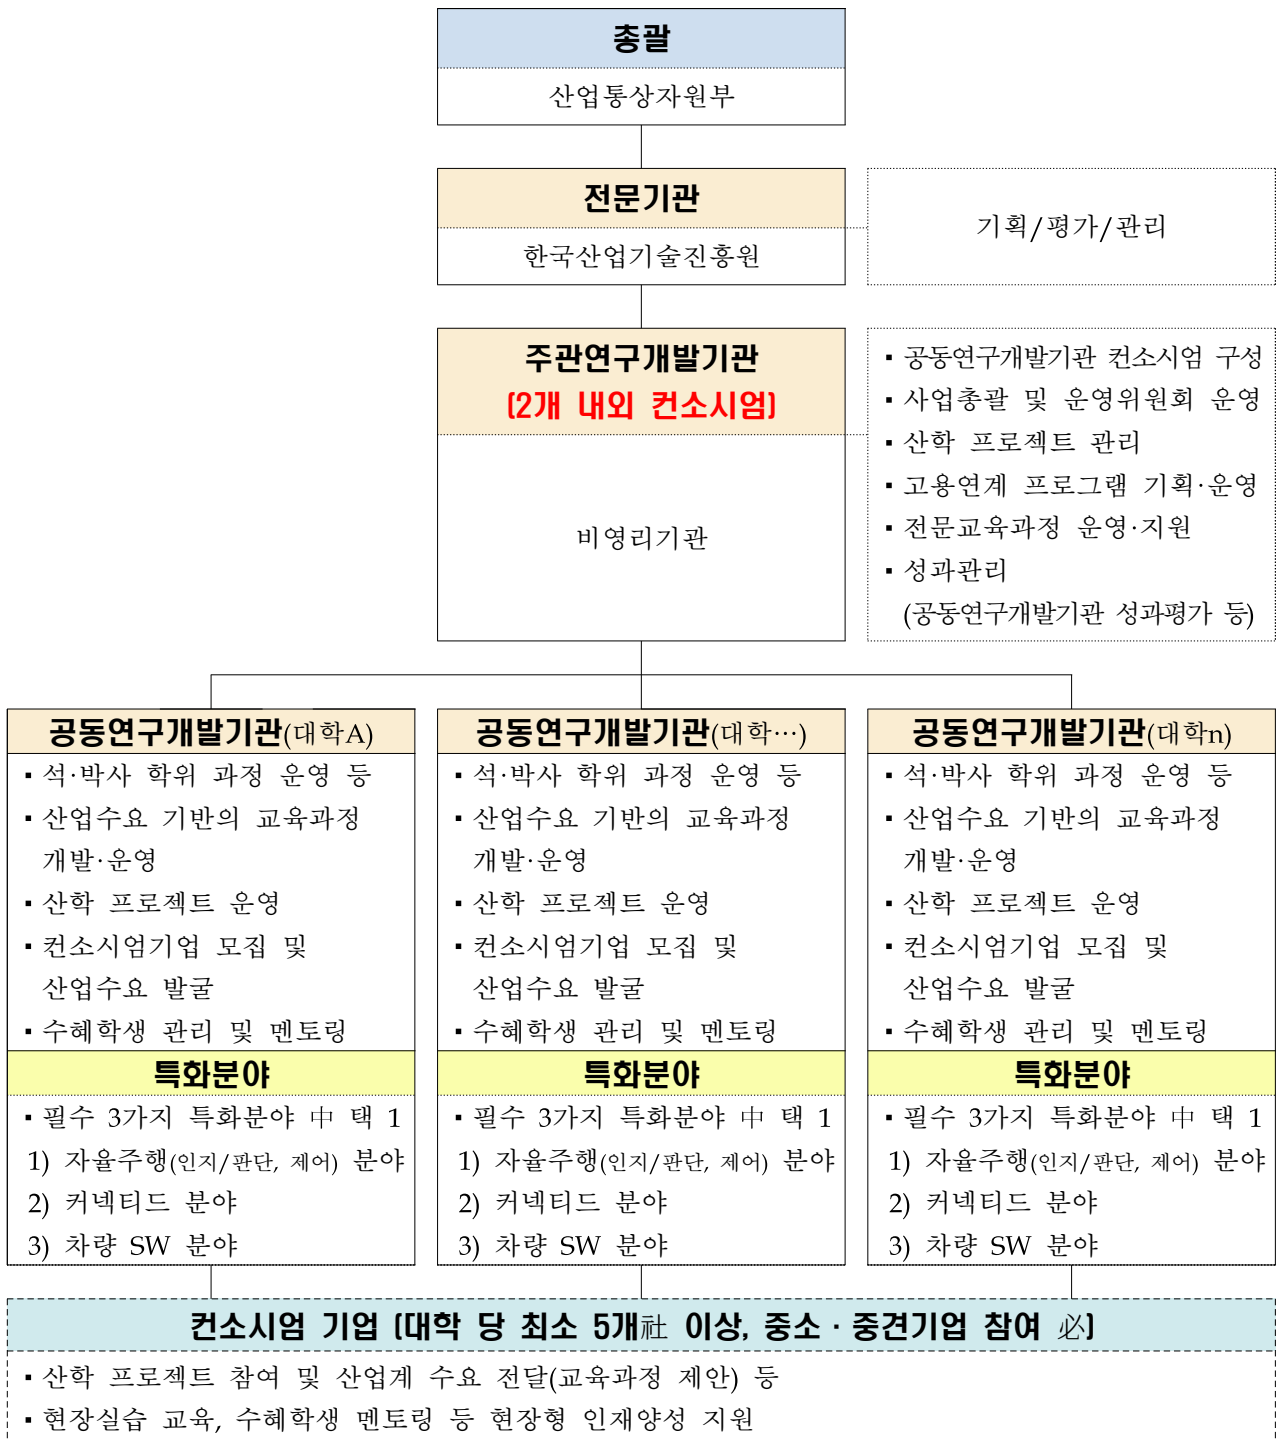 총괄
산업통상자원부
전문기관
한국산업기술진흥원
기획/평가/관리
주관연구개발기관
(2개 내외 컨소시엄)
비영리기관
▪ 공동연구개발기관 컨소시엄 구성
▪ 사업총괄 및 운영위원회 운영
▪ 산학 프로젝트 관리
▪ 고용연계 프로그램 기획·운영
▪ 전문교육과정 운영·지원
▪ 성과관리
(공동연구개발기관 성과평가 등)
공동연구개발기관(대학A)
▪ 석·박사 학위 과정 운영 등
▪ 산업수요 기반의 교육과정
개발·운영
▪ 산학 프로젝트 운영
▪ 컨소시엄기업 모집 및
산업수요 발굴
▪ 수혜학생 관리 및 멘토링
특화분야
▪ 필수 3가지 특화분야 中 택 1
1) 자율주행(인지/판단, 제어) 분야
2) 커넥티드 분야
3) 차량 SW 분야
공동연구개발기관(대학…)
▪ 석·박사 학위 과정 운영 등
▪ 산업수요 기반의 교육과정
개발·운영
▪ 산학 프로젝트 운영
▪ 컨소시엄기업 모집 및
산업수요 발굴
▪ 수혜학생 관리 및 멘토링
특화분야
▪ 필수 3가지 특화분야 中 택 1
1) 자율주행(인지/판단, 제어) 분야
2) 커넥티드 분야
3) 차량 SW 분야
공동연구개발기관(대학n)
▪ 석·박사 학위 과정 운영 등
▪ 산업수요 기반의 교육과정
개발·운영
▪ 산학 프로젝트 운영
▪ 컨소시엄기업 모집 및
산업수요 발굴
▪ 수혜학생 관리 및 멘토링
특화분야
▪ 필수 3가지 특화분야 中 택 1
1) 자율주행(인지/판단, 제어) 분야
2) 커넥티드 분야
3) 차량 SW 분야
컨소시엄 기업 (대학 당 최소 5개社 이상, 중소·중견기업 참여 必)
▪ 산학 프로젝트 참여 및 산업계 수요 전달(교육과정 제안) 등
▪ 현장실습 교육, 수혜학생 멘토링 등 현장형 인재양성 지원